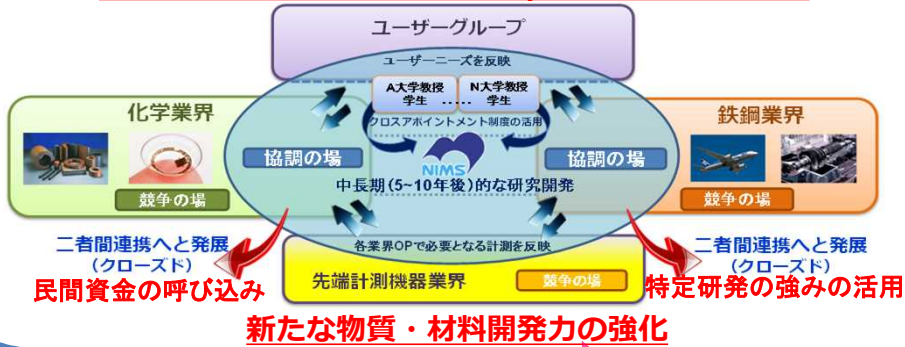 ユーザーグループ
ユーザーニーズを反映
A大学教授
学生
.....
N大学教授
学生
クロスアポイントメント制度の活用
化学業界
鉄鋼業界
協調の場
NIMS
協調の場
中長期(5~10年後)的な研究開発
競争の場
競争の場
二者間連携へと発展
(クローズド)
民間資金の呼び込み
各業界OPで必要となる計測を反映
二者間連携へと発展
(クローズド)
特定研発の強みの活用
先端計測機器業界
競争の場
新たな物質・材料開発力の強化